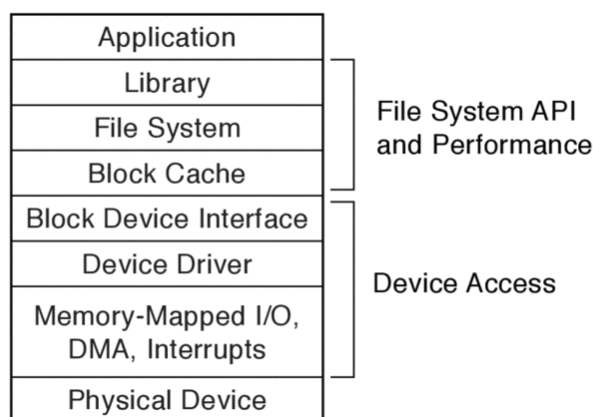 Application
Library
File System
Block Cache
File System API
and Performance
Block Device Interface
Device Driver
Memory-Mapped I/O,
DMA, Interrupts
Device Access
Physical Device